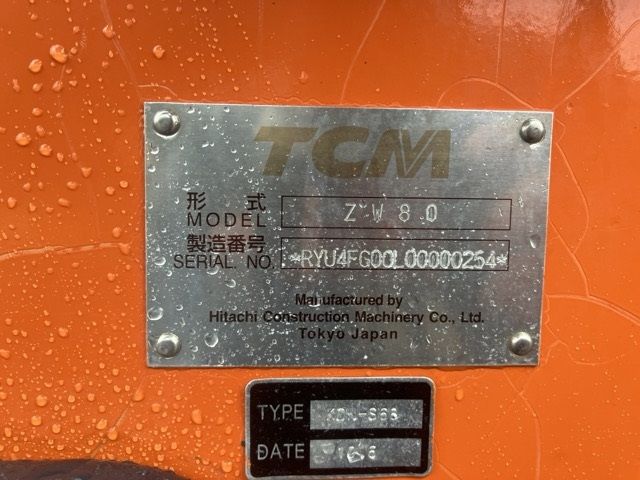 TCM
形 式
MODEL
ZW80
製造番号
SERIAL NO.
*RYU4FG00L00000254*
Manufactured by
Hitachi Construction Machinery Co., Ltd.
Tokyo Japan
TYPE
DATE